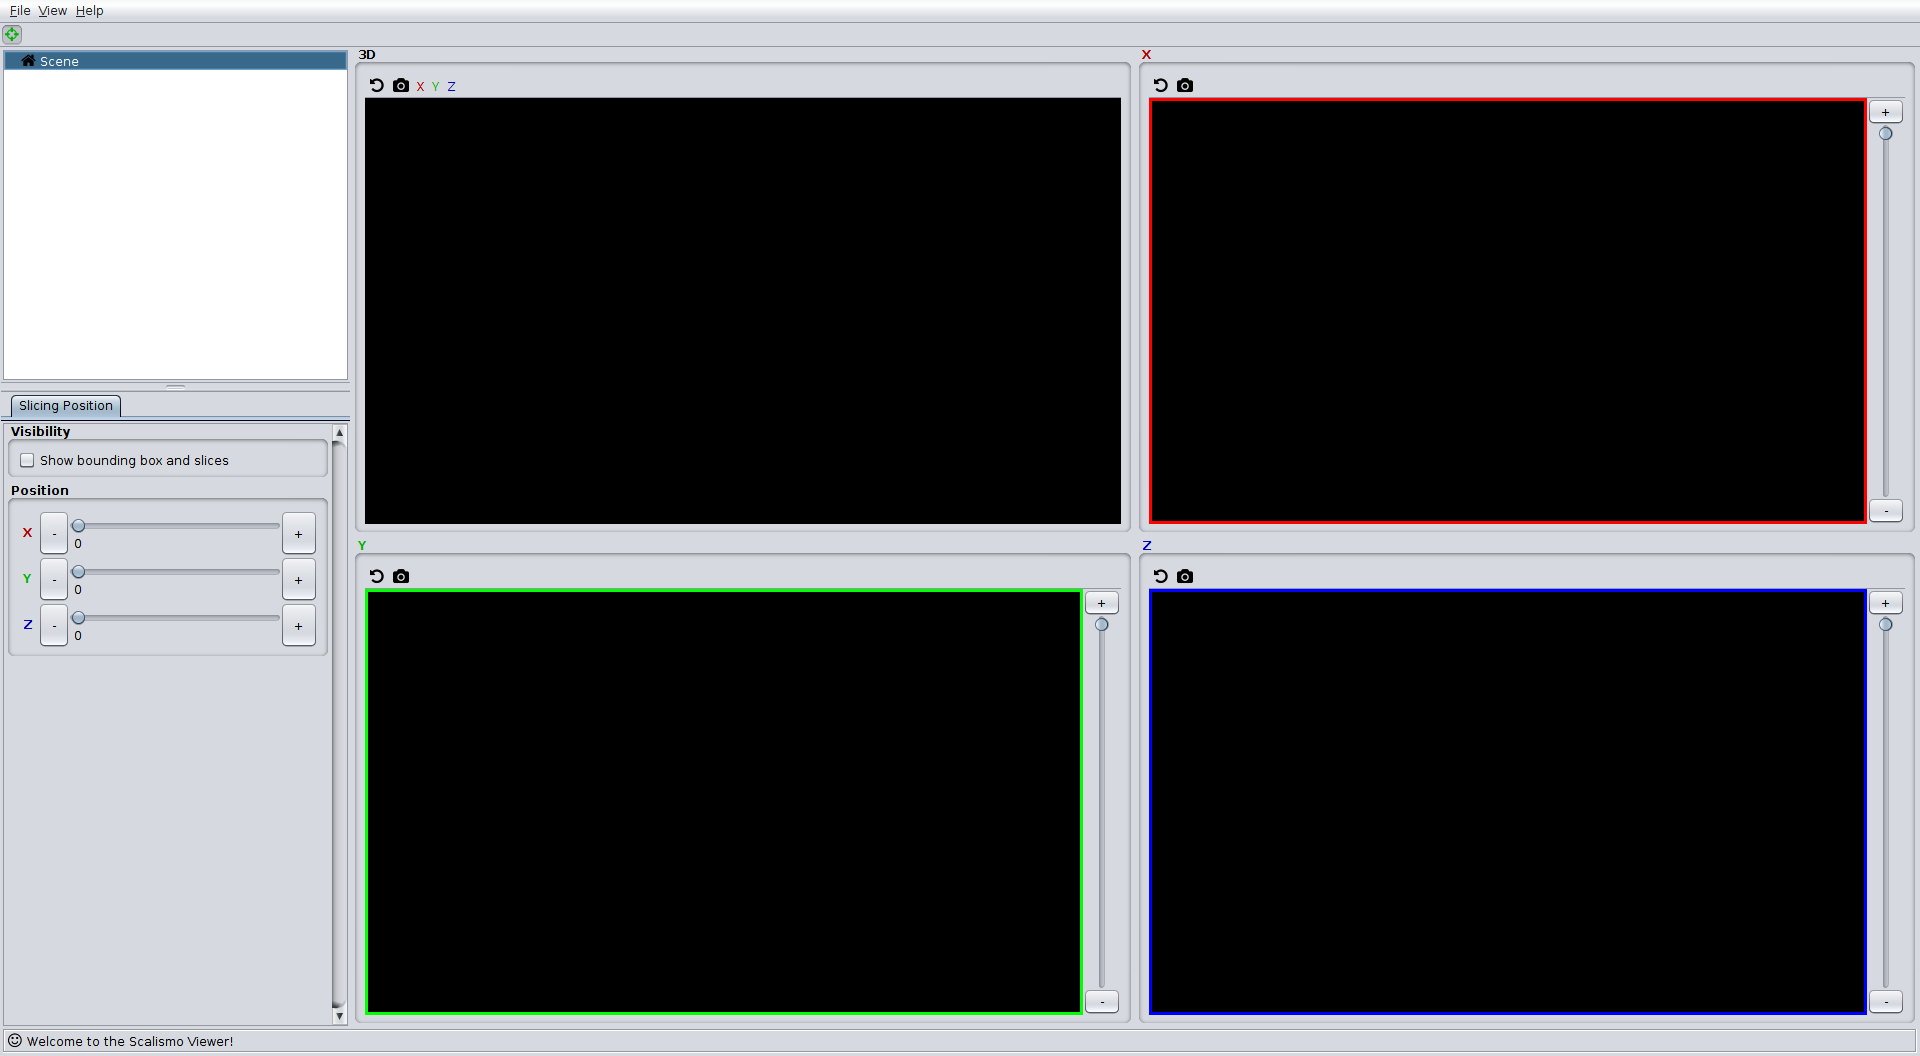 File View Help
Scene
3D
X Y Z
X
+
-
Slicing Position
Visibility
Show bounding box and slices
Position
X - 0 +
Y - 0 +
Z - 0 +
Y
+
-
Z
+
-
Welcome to the Scalismo Viewer!